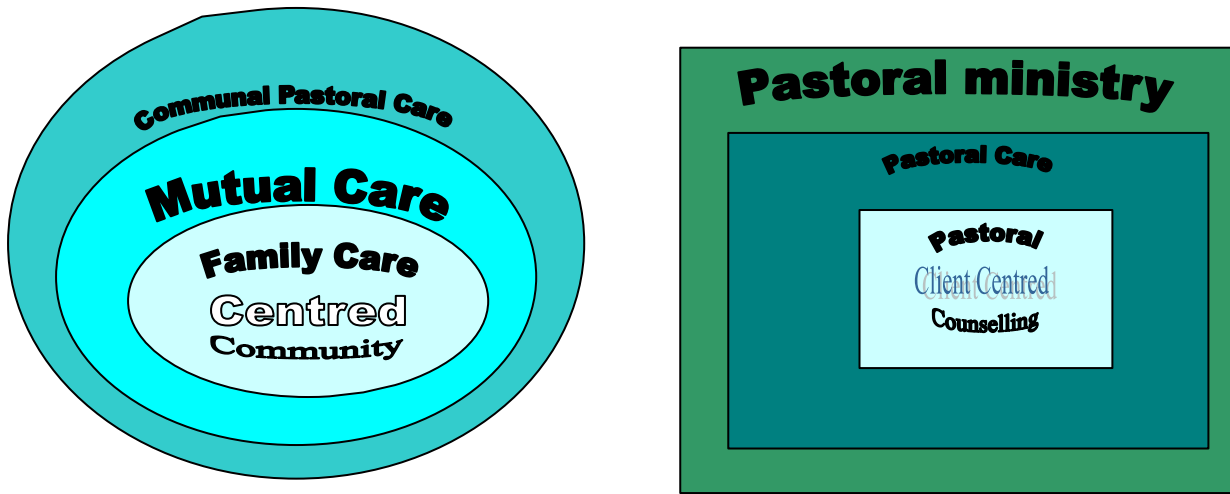 Communal Pastoral Care
Mutual Care
Family Care
Centred
Community
Pastoral ministry
Pastoral Care
Pastoral
Client Centred
Counselling